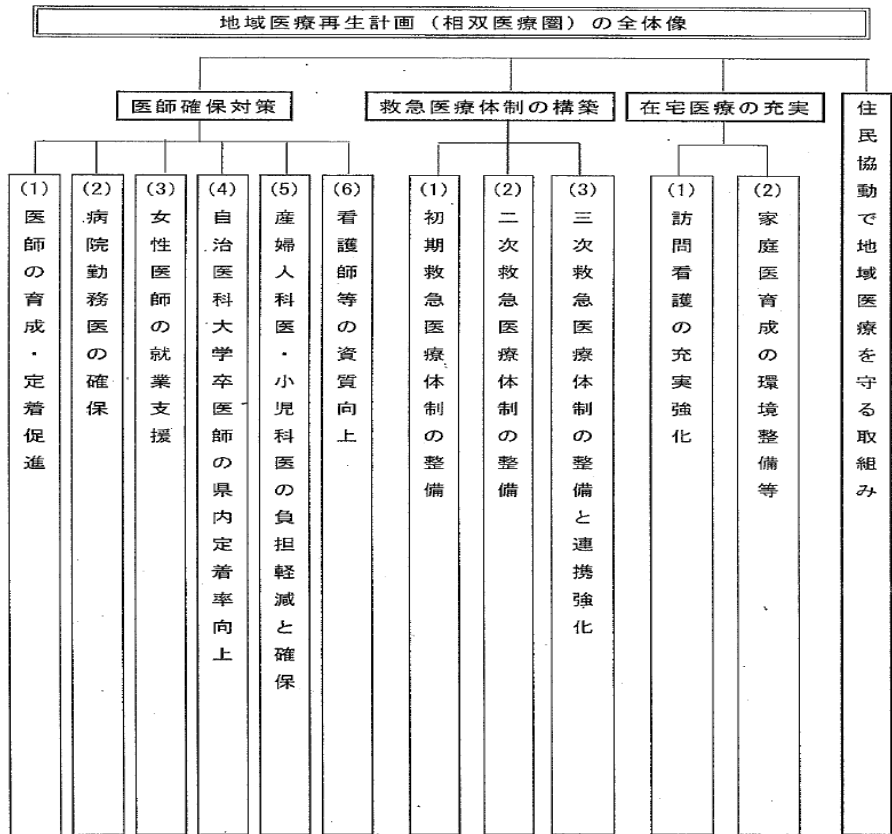 地域医療再生計画（相双医療圏）の全体像
医師確保対策
救急医療体制の構築
在宅医療の充実
住民協働で地域医療を守る取組み
(1)医師の育成・定着促進
(2)病院勤務医の確保
(3)女性医師の就業支援
(4)自治医科大学卒医師の県内定着率向上
(5)産婦人科医・小児科医の負担軽減と確保
(6)看護師等の資質向上
(1)初期救急医療体制の整備
(2)二次救急医療体制の整備
(3)三次救急医療体制の整備と連携強化
(1)訪問看護の充実強化
(2)家庭医育成の環境整備等